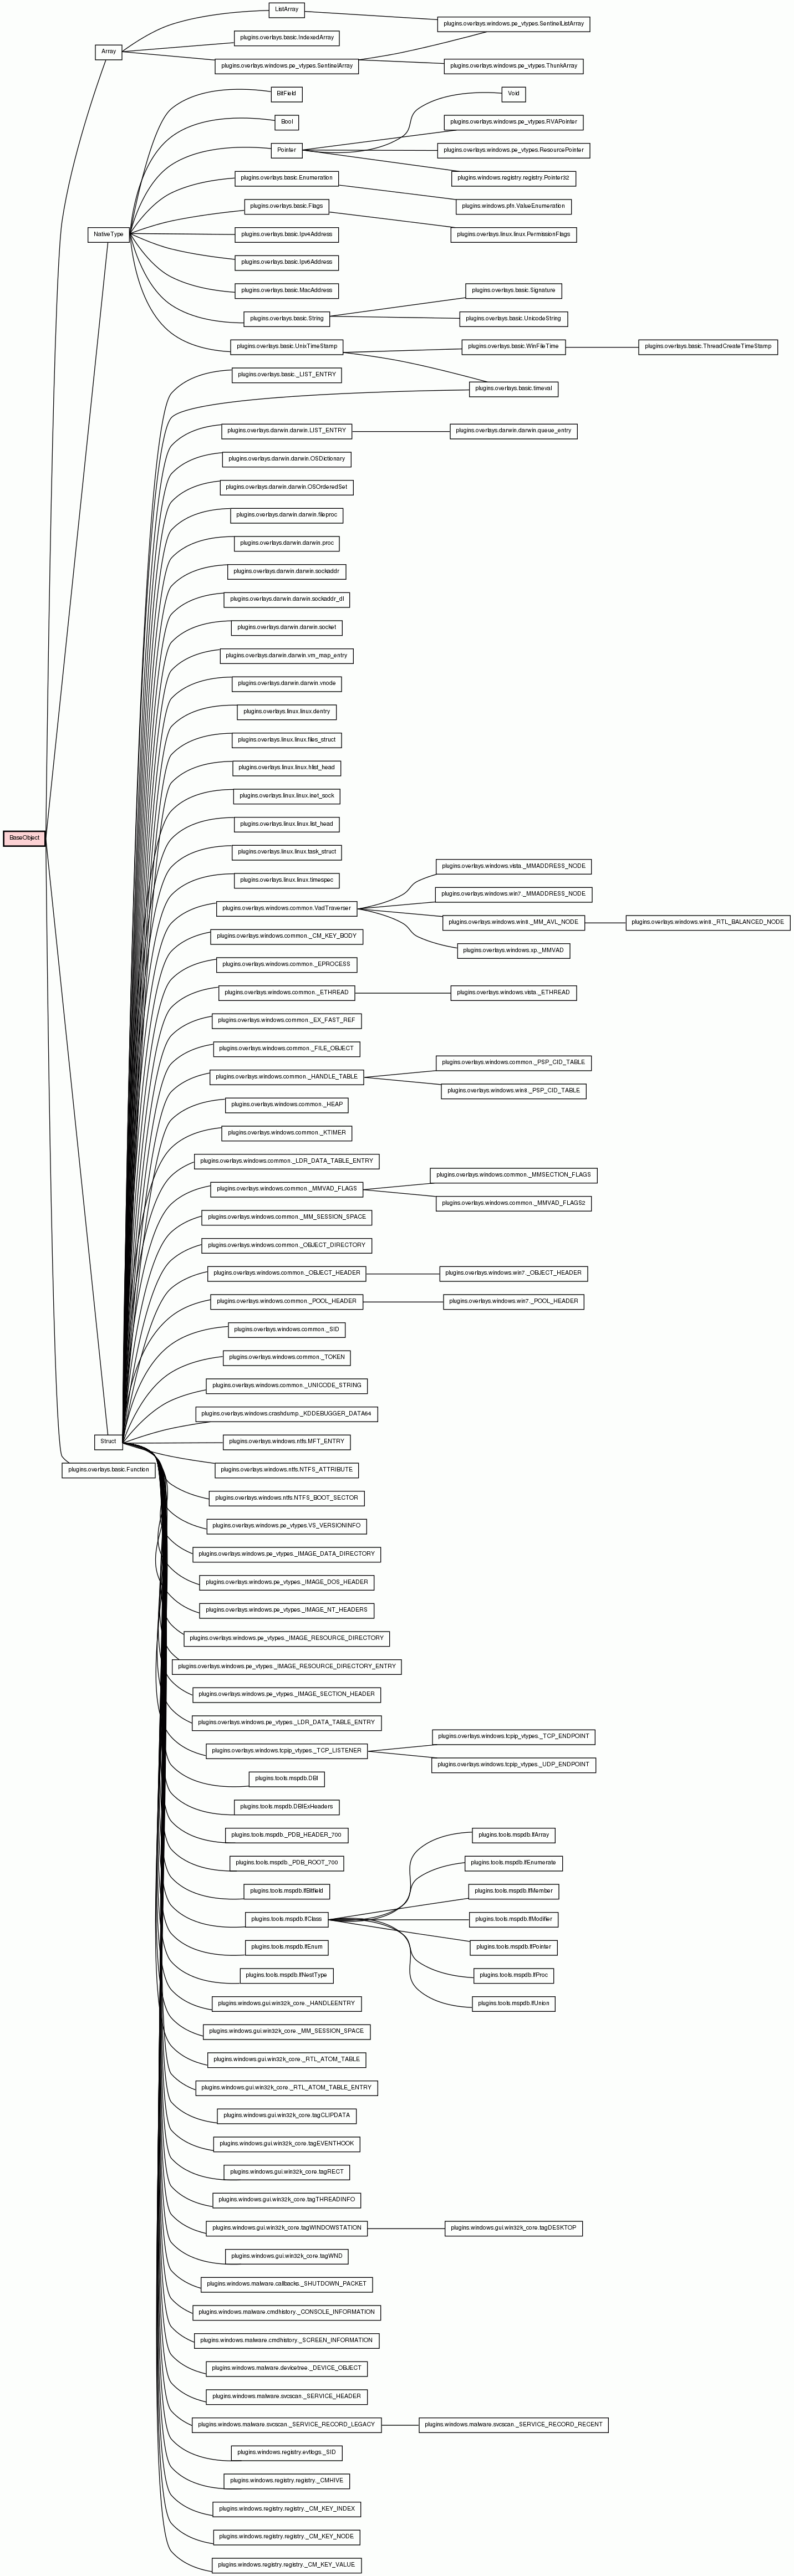 ListArray
plugins.overlays.windows.pe_vtypes.SentinelListArray
plugins.overlays.basic.IndexedArray
Array
plugins.overlays.windows.pe_vtypes.SentinelArray
plugins.overlays.windows.pe_vtypes.ThunkArray
BitField
Void
Bool
plugins.overlays.windows.pe_vtypes.RVAPointer
Pointer
plugins.overlays.windows.pe_vtypes.ResourcePointer
plugins.overlays.basic.Enumeration
plugins.windows.registry.registry.Pointer32
plugins.overlays.basic.Flags
plugins.windows.pfn.ValueEnumeration
NativeType
plugins.overlays.basic.Ipv4Address
plugins.overlays.linux.linux.PermissionFlags
plugins.overlays.basic.Ipv6Address
plugins.overlays.basic.MacAddress
plugins.overlays.basic.Signature
plugins.overlays.basic.String
plugins.overlays.basic.UnicodeString
plugins.overlays.basic.UnixTimeStamp
plugins.overlays.basic.WinFileTime
plugins.overlays.basic.ThreadCreateTimeStamp
plugins.overlays.basic._LIST_ENTRY
plugins.overlays.basic.timeval
plugins.overlays.darwin.darwin.LIST_ENTRY
plugins.overlays.darwin.darwin.queue_entry
plugins.overlays.darwin.darwin.OSDictionary
plugins.overlays.darwin.darwin.OSOrderedSet
plugins.overlays.darwin.darwin.fileproc
plugins.overlays.darwin.darwin.proc
plugins.overlays.darwin.darwin.sockaddr
plugins.overlays.darwin.darwin.sockaddr_dl
plugins.overlays.darwin.darwin.socket
plugins.overlays.darwin.darwin.vm_map_entry
plugins.overlays.darwin.darwin.vnode
plugins.overlays.linux.linux.dentry
plugins.overlays.linux.linux.files_struct
plugins.overlays.linux.linux.hlist_head
plugins.overlays.linux.linux.inet_sock
plugins.overlays.linux.linux.list_head
BaseObject
plugins.overlays.linux.linux.task_struct
plugins.overlays.windows.vista._MMADDRESS_NODE
plugins.overlays.linux.linux.timespec
plugins.overlays.windows.win7._MMADDRESS_NODE
plugins.overlays.windows.common.VadTraverser
plugins.overlays.windows.win8._MM_AVL_NODE
plugins.overlays.windows.win8._RTL_BALANCED_NODE
plugins.overlays.windows.common._CM_KEY_BODY
plugins.overlays.windows.xp._MMVAD
plugins.overlays.windows.common._EPROCESS
plugins.overlays.windows.common._ETHREAD
plugins.overlays.windows.vista._ETHREAD
plugins.overlays.windows.common._EX_FAST_REF
plugins.overlays.windows.common._FILE_OBJECT
plugins.overlays.windows.common._PSP_CID_TABLE
plugins.overlays.windows.common._HANDLE_TABLE
plugins.overlays.windows.win8._PSP_CID_TABLE
plugins.overlays.windows.common._HEAP
plugins.overlays.windows.common._KTIMER
plugins.overlays.windows.common._LDR_DATA_TABLE_ENTRY
plugins.overlays.windows.common._MMSECTION_FLAGS
plugins.overlays.windows.common._MMVAD_FLAGS
plugins.overlays.windows.common._MMVAD_FLAGS2
plugins.overlays.windows.common._MM_SESSION_SPACE
plugins.overlays.windows.common._OBJECT_DIRECTORY
plugins.overlays.windows.common._OBJECT_HEADER
plugins.overlays.windows.win7._OBJECT_HEADER
plugins.overlays.windows.common._POOL_HEADER
plugins.overlays.windows.win7._POOL_HEADER
plugins.overlays.windows.common._SID
plugins.overlays.windows.common._TOKEN
plugins.overlays.windows.common._UNICODE_STRING
plugins.overlays.windows.crashdump._KDDEBUGGER_DATA64
Struct
plugins.overlays.windows.ntfs.MFT_ENTRY
plugins.overlays.basic.Function
plugins.overlays.windows.ntfs.NTFS_ATTRIBUTE
plugins.overlays.windows.ntfs.NTFS_BOOT_SECTOR
plugins.overlays.windows.pe_vtypes.VS_VERSIONINFO
plugins.overlays.windows.pe_vtypes._IMAGE_DATA_DIRECTORY
plugins.overlays.windows.pe_vtypes._IMAGE_DOS_HEADER
plugins.overlays.windows.pe_vtypes._IMAGE_NT_HEADERS
plugins.overlays.windows.pe_vtypes._IMAGE_RESOURCE_DIRECTORY
plugins.overlays.windows.pe_vtypes._IMAGE_RESOURCE_DIRECTORY_ENTRY
plugins.overlays.windows.pe_vtypes._IMAGE_SECTION_HEADER
plugins.overlays.windows.pe_vtypes._LDR_DATA_TABLE_ENTRY
plugins.overlays.windows.tcpip_vtypes._TCP_ENDPOINT
plugins.overlays.windows.tcpip_vtypes._TCP_LISTENER
plugins.overlays.windows.tcpip_vtypes._UDP_ENDPOINT
plugins.tools.mspdb.DBI
plugins.tools.mspdb.DBIExHeaders
plugins.tools.mspdb._PDB_HEADER_700
plugins.tools.mspdb.lfArray
plugins.tools.mspdb._PDB_ROOT_700
plugins.tools.mspdb.lfEnumerate
plugins.tools.mspdb.lfBitfield
plugins.tools.mspdb.lfMember
plugins.tools.mspdb.lfClass
plugins.tools.mspdb.lfModifier
plugins.tools.mspdb.lfEnum
plugins.tools.mspdb.lfPointer
plugins.tools.mspdb.lfNestType
plugins.tools.mspdb.lfProc
plugins.windows.gui.win32k_core._HANDLEENTRY
plugins.tools.mspdb.lfUnion
plugins.windows.gui.win32k_core._MM_SESSION_SPACE
plugins.windows.gui.win32k_core._RTL_ATOM_TABLE
plugins.windows.gui.win32k_core._RTL_ATOM_TABLE_ENTRY
plugins.windows.gui.win32k_core.tagCLIPDATA
plugins.windows.gui.win32k_core.tagEVENTHOOK
plugins.windows.gui.win32k_core.tagRECT
plugins.windows.gui.win32k_core.tagTHREADINFO
plugins.windows.gui.win32k_core.tagWINDOWSTATION
plugins.windows.gui.win32k_core.tagDESKTOP
plugins.windows.gui.win32k_core.tagWND
plugins.windows.malware.callbacks._SHUTDOWN_PACKET
plugins.windows.malware.cmdhistory._CONSOLE_INFORMATION
plugins.windows.malware.cmdhistory._SCREEN_INFORMATION
plugins.windows.malware.devicetree._DEVICE_OBJECT
plugins.windows.malware.svcscan._SERVICE_HEADER
plugins.windows.malware.svcscan._SERVICE_RECORD_LEGACY
plugins.windows.malware.svcscan._SERVICE_RECORD_RECENT
plugins.windows.registry.evtlogs._SID
plugins.windows.registry.registry._CMHIVE
plugins.windows.registry.registry._CM_KEY_INDEX
plugins.windows.registry.registry._CM_KEY_NODE
plugins.windows.registry.registry._CM_KEY_VALUE